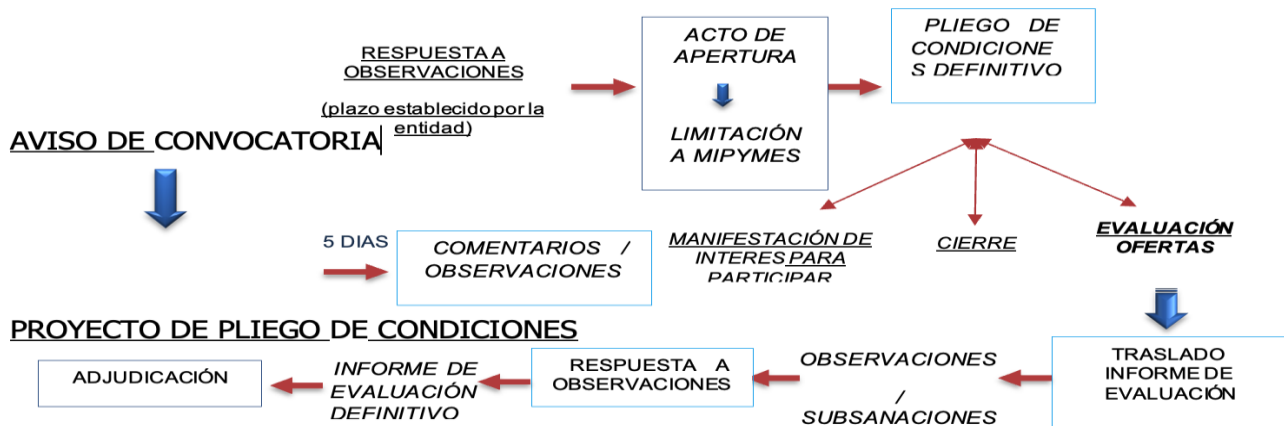 AVISO DE CONVOCATORIA
PROYECTO DE PLIEGO DE CONDICIONES
5 DIAS
COMENTARIOS /
OBSERVACIONES
RESPUESTA A
OBSERVACIONES
(plazo establecido por la
entidad)
ACTO DE
APERTURA
LIMITACIÓN
A MIPYMES
PLIEGO DE
CONDICIONE
S DEFINITIVO
MANIFESTACIÓN DE
INTERES PARA
PARTICIPAR
CIERRE
EVALUACIÓN
OFERTAS
TRASLADO
INFORME DE
EVALUACIÓN
OBSERVACIONES
/
SUBSANACIONES
RESPUESTA A
OBSERVACIONES
INFORME DE
EVALUACIÓN
DEFINITIVO
ADJUDICACIÓN